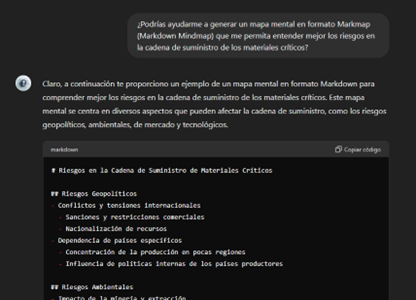 ¿Podrías ayudarme a generar un mapa mental en formato Markmap
(Markdown Mindmap) que me permita entender mejor los riesgos en
la cadena de suministro de los materiales críticos?
Claro, a continuación te proporciono un ejemplo de un mapa mental en formato Markdown para
comprender mejor los riesgos en la cadena de suministro de los materiales críticos. Este mapa
mental se centra en diversos aspectos que pueden afectar la cadena de suministro, como los riesgos
geopolíticos, ambientales, de mercado y tecnológicos.
markdown
Copiar código
# Riesgos en la Cadena de Suministro de Materiales Críticos
## Riesgos Geopolíticos
- Conflictos y tensiones internacionales
- Sanciones y restricciones comerciales
- Nacionalización de recursos
- Dependencia de países específicos
- Concentración de la producción en pocas regiones
- Influencia de políticas internas de los países productores
## Riesgos Ambientales
- Impacto de la minería y extracción